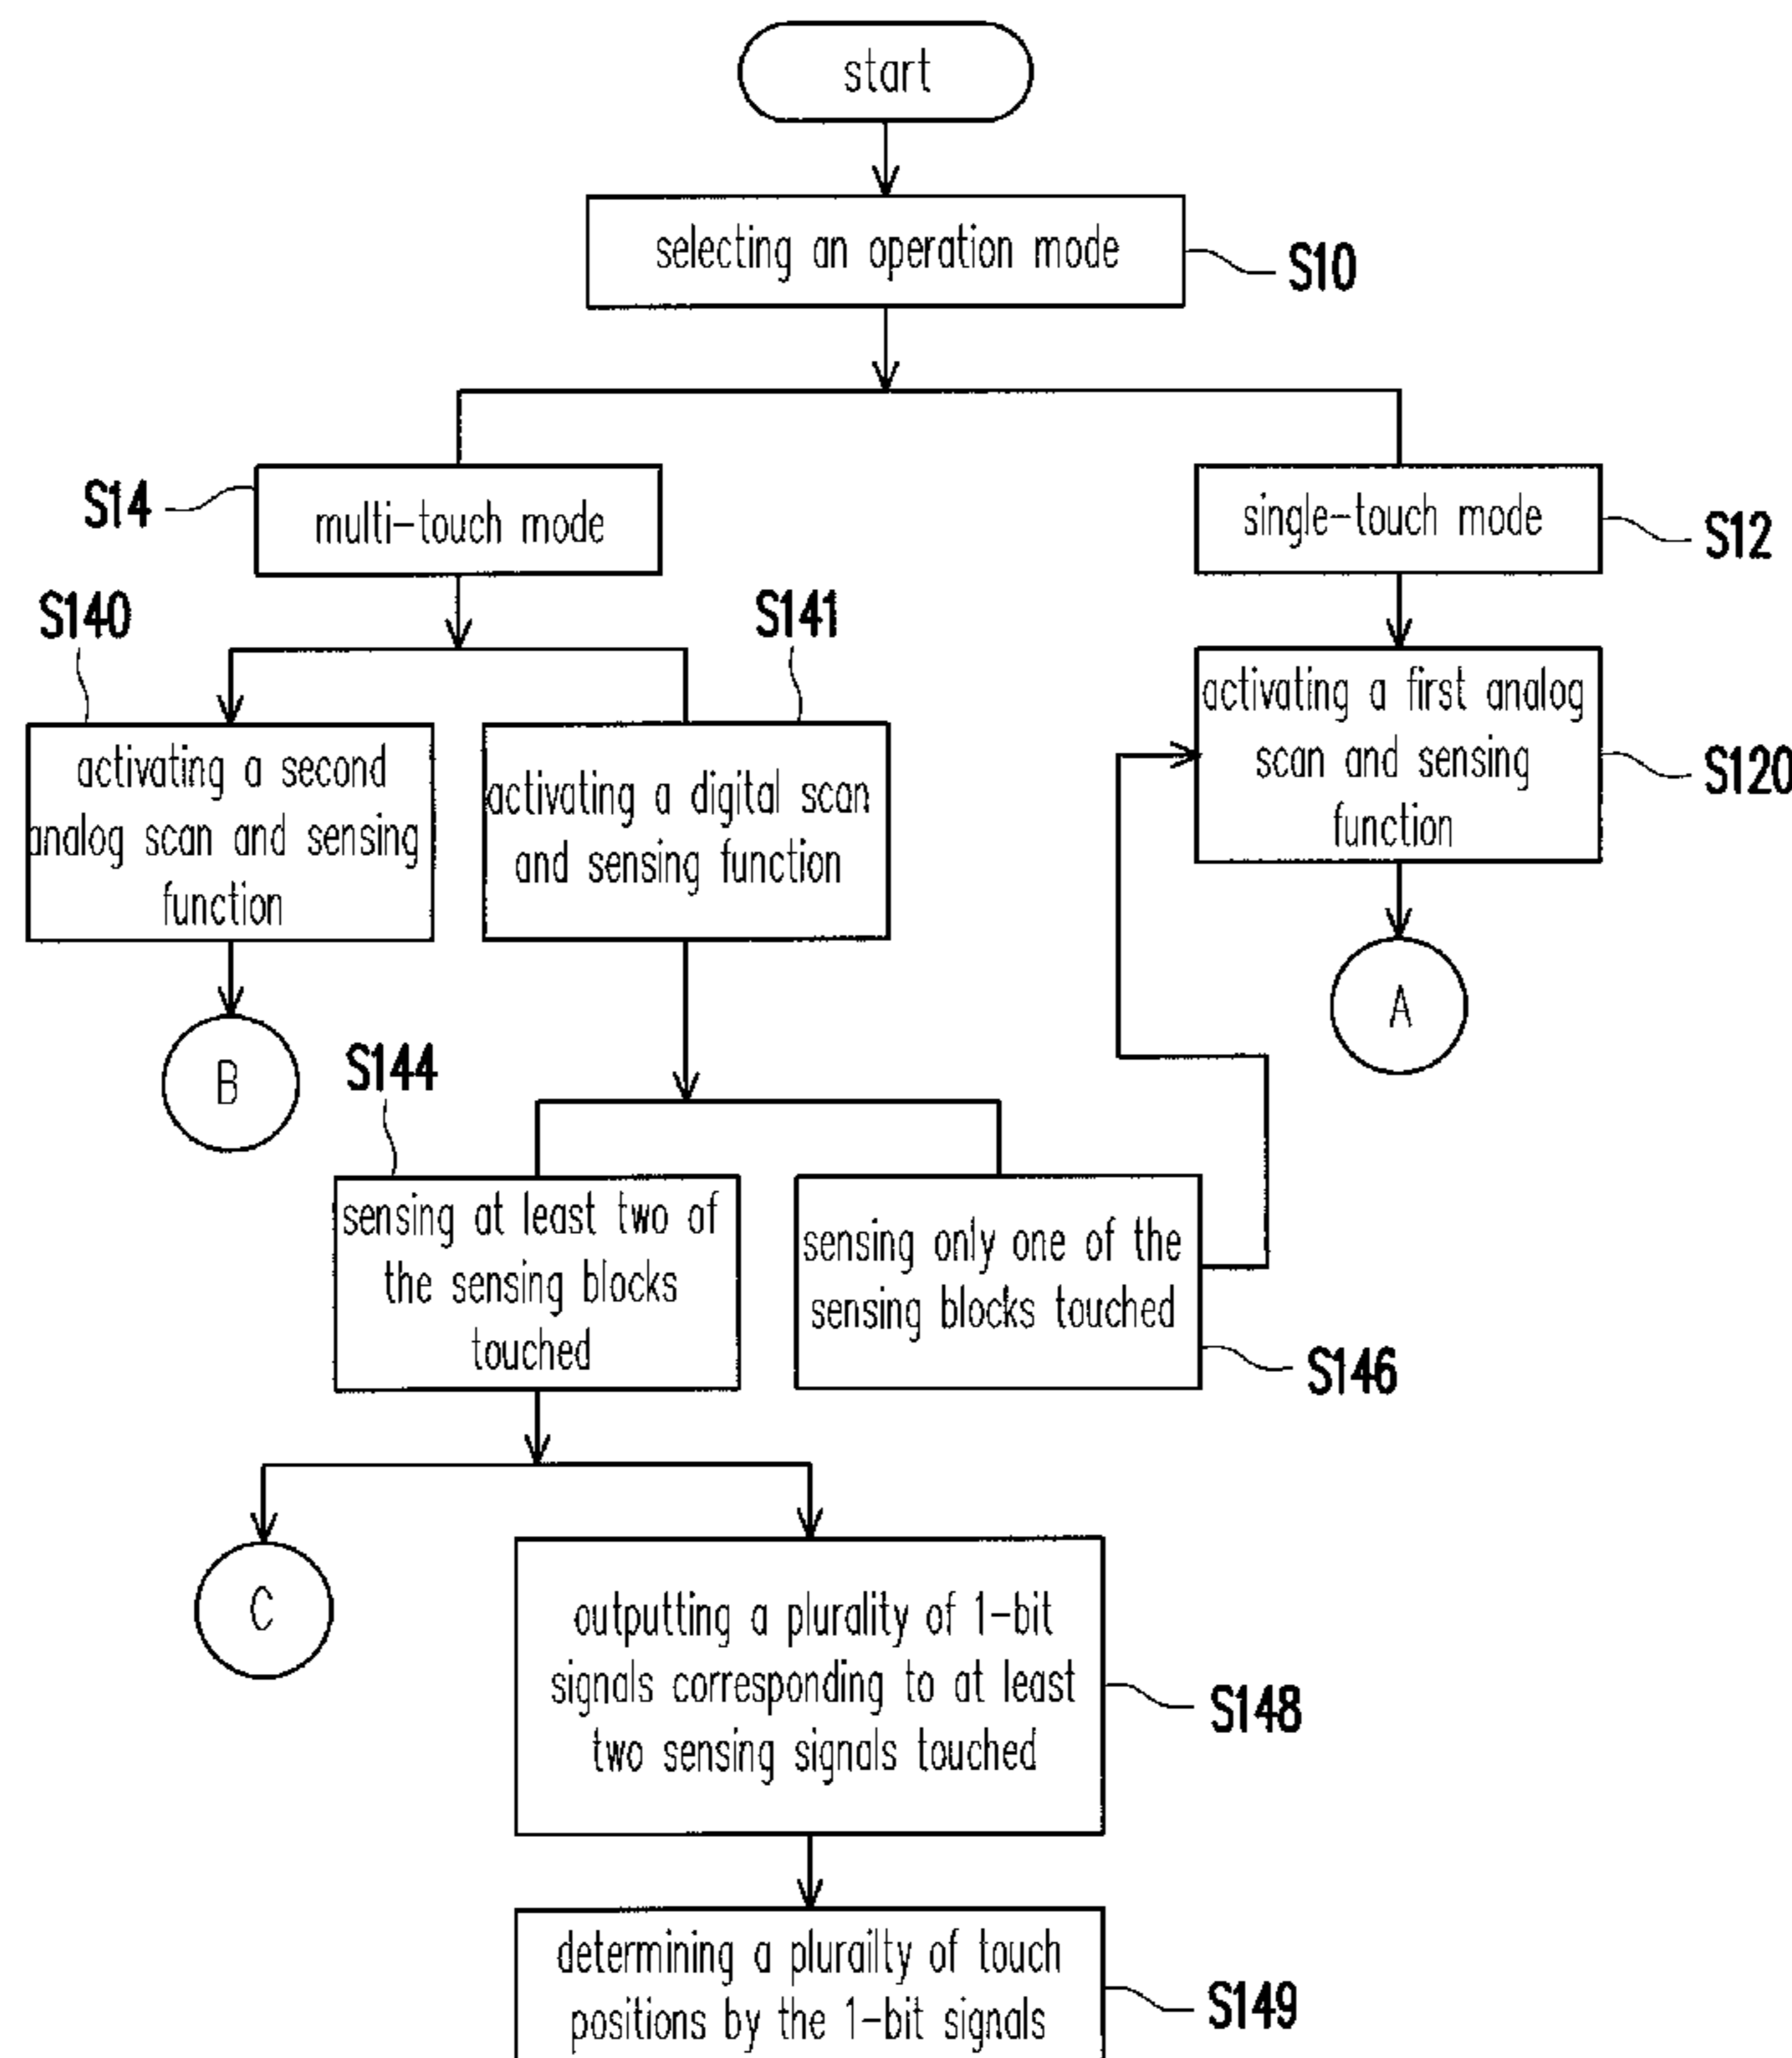 start
selecting an operation mode
S10
S14
multi-touch mode
single-touch mode
S12
S140
S141
activating a second
analog scan and sensing
function
activating a digital scan
and sensing function
activating a first analog
scan and sensing
function
S120
A
B
S144
sensing at least two of
the sensing blocks
touched
sensing only one of the
sensing blocks touched
S146
C
outputting a plurality of 1-bit
signals corresponding to at least
two sensing signals touched
S148
determining a plurailty of touch
positions by the 1-bit signals
S149